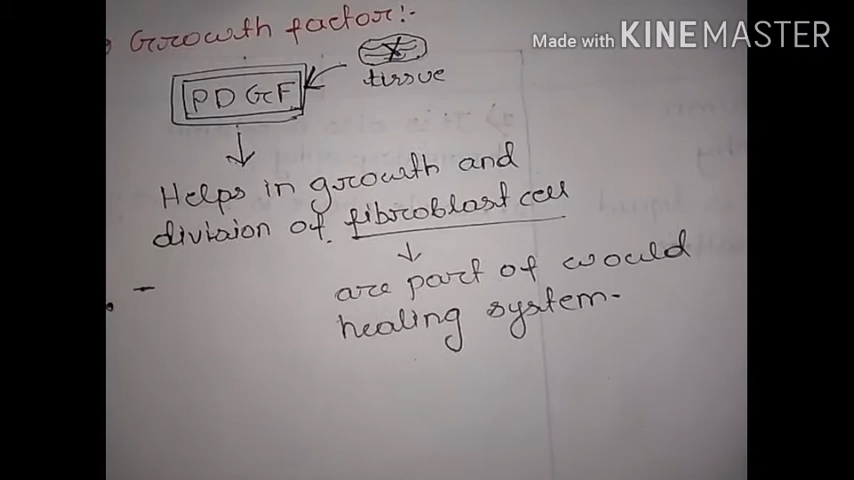 Made with KINEMASTER
Growth factor:-
tissue
PDGF
Helps in growth and
division of fibroblast cell
are part of would
healing system.